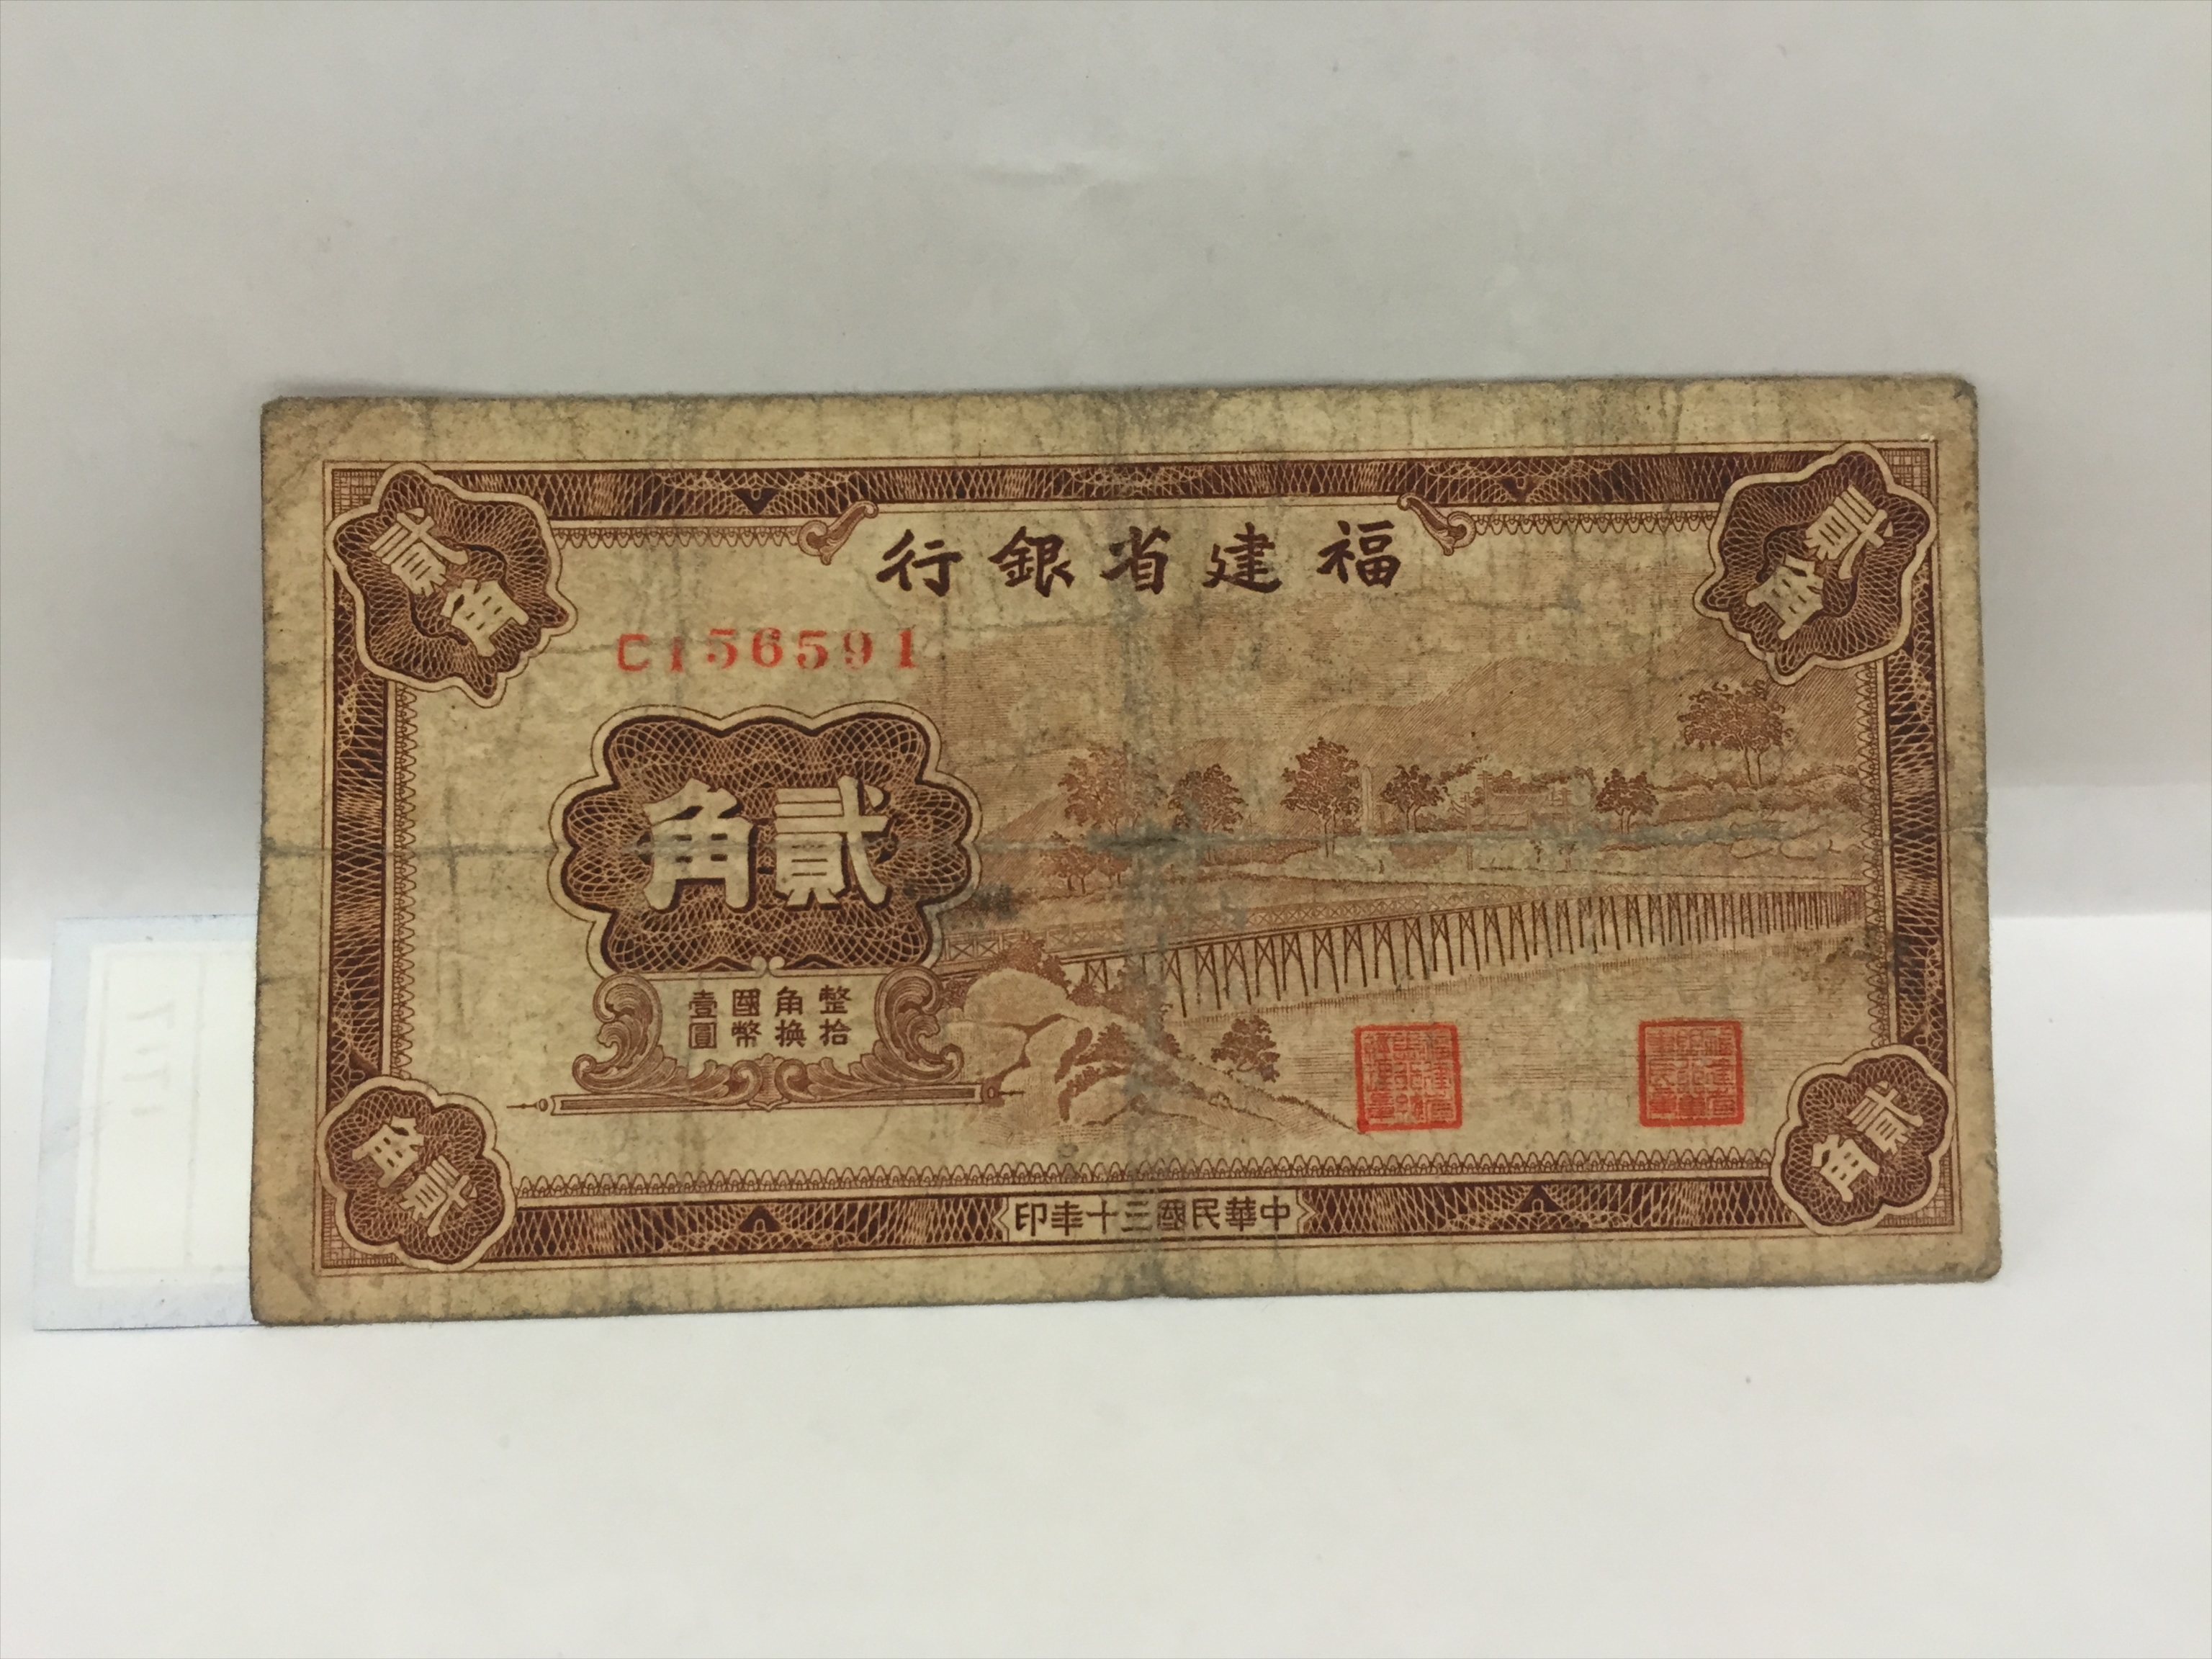 福建省銀行
貳角
貳角
C156591
貳角
整拾
角換
國幣
壹圓
貳角
貳角
中華民國三十年印